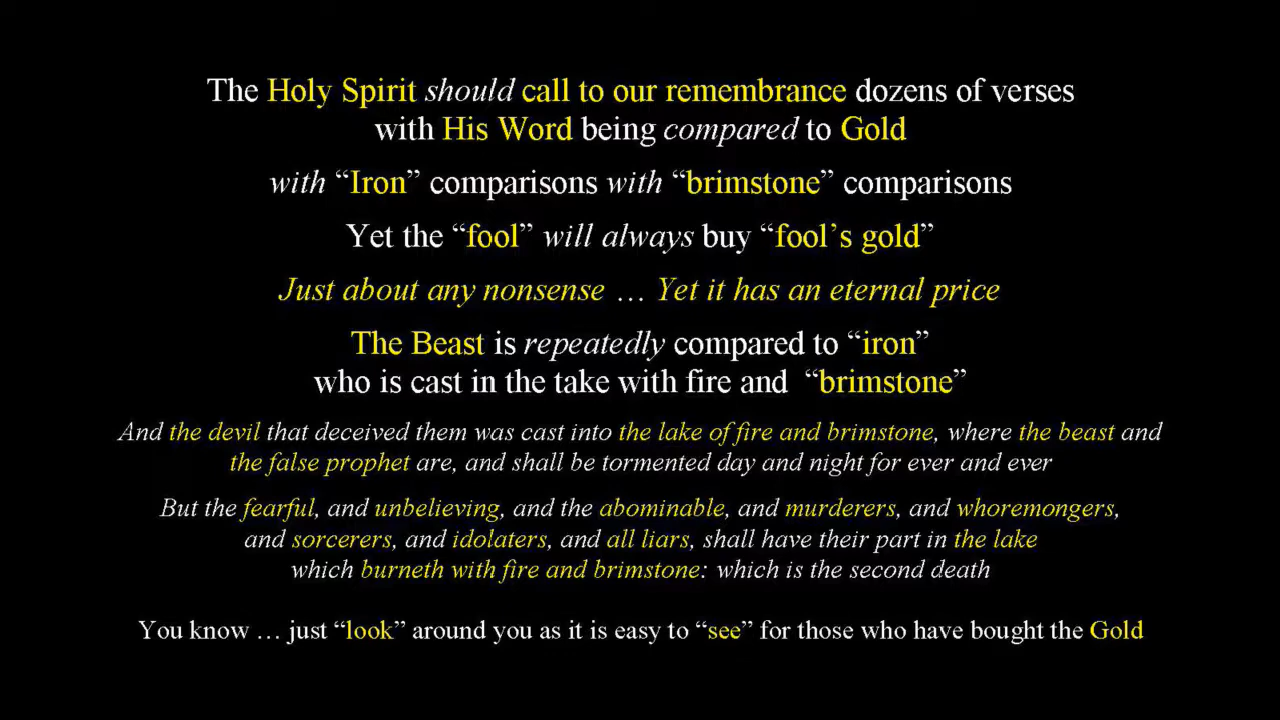 The Holy Spirit should call to our remembrance dozens of verses
with His Word being compared to Gold
with “Iron” comparisons with “brimstone” comparisons
Yet the “fool” will always buy “fool’s gold”
Just about any nonsense … Yet it has an eternal price
The Beast is repeatedly compared to “iron”
who is cast in the take with fire and “brimstone”
And the devil that deceived them was cast into the lake of fire and brimstone, where the beast and
the false prophet are, and shall be tormented day and night for ever and ever
But the fearful, and unbelieving, and the abominable, and murderers, and whoremongers,
and sorcerers, and idolaters, and all liars, shall have their part in the lake
which burneth with fire and brimstone: which is the second death
You know … just “look” around you as it is easy to “see” for those who have bought the Gold